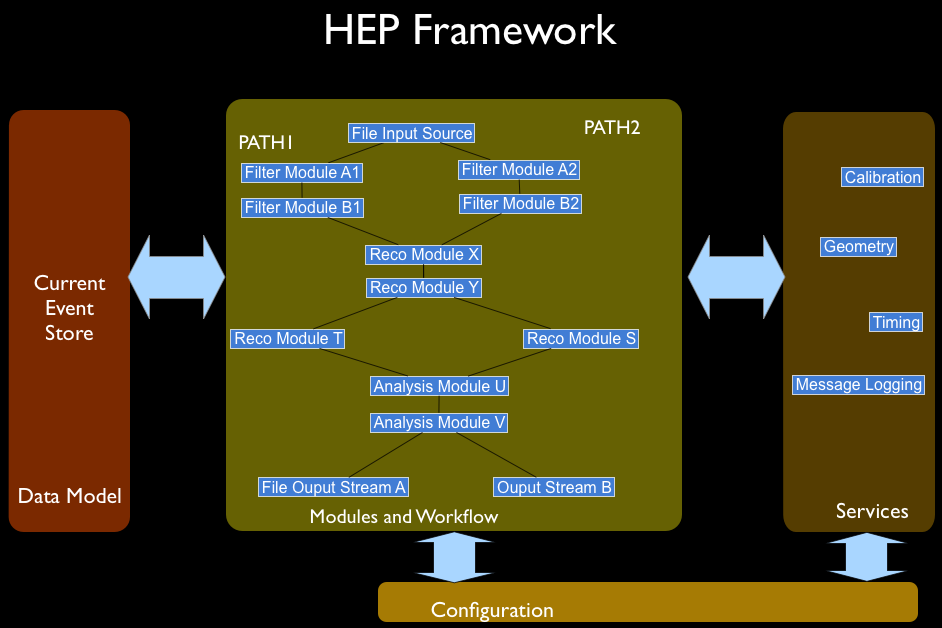 HEP Framework
PATH1
File Input Source
PATH2
Filter Module A1
Filter Module A2
Filter Module B1
Filter Module B2
Reco Module X
Reco Module Y
Reco Module T
Reco Module S
Analysis Module U
Analysis Module V
File Ouput Stream A
Ouput Stream B
Modules and Workflow
Current
Event
Store
Data Model
Calibration
Geometry
Timing
Message Logging
Services
Configuration